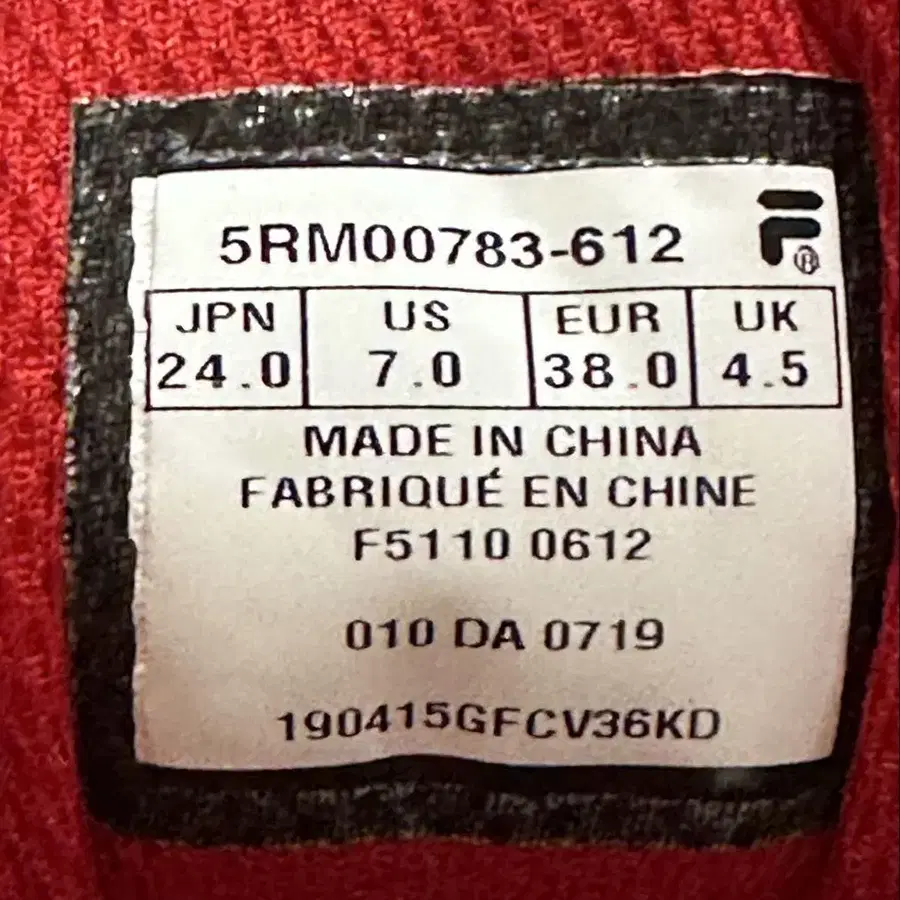 5RM00783-612
JPN US EUR UK
24.0 7.0 38.0 4.5
MADE IN CHINA
FABRIQUÉ EN CHINE
F5110 0612
010 DA 0719
190415GFCV36KD